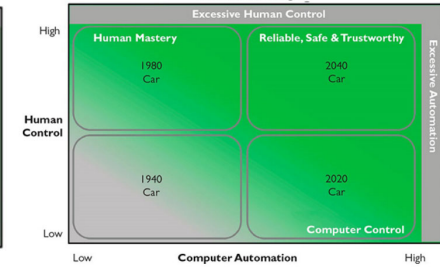 Excessive Human Control
High
Human Mastery
Reliable, Safe & Trustworthy
1980
Car
2040
Car
Excessive Automation
Human
Control
1940
Car
2020
Car
Computer Control
Low
Low
Computer Automation
High